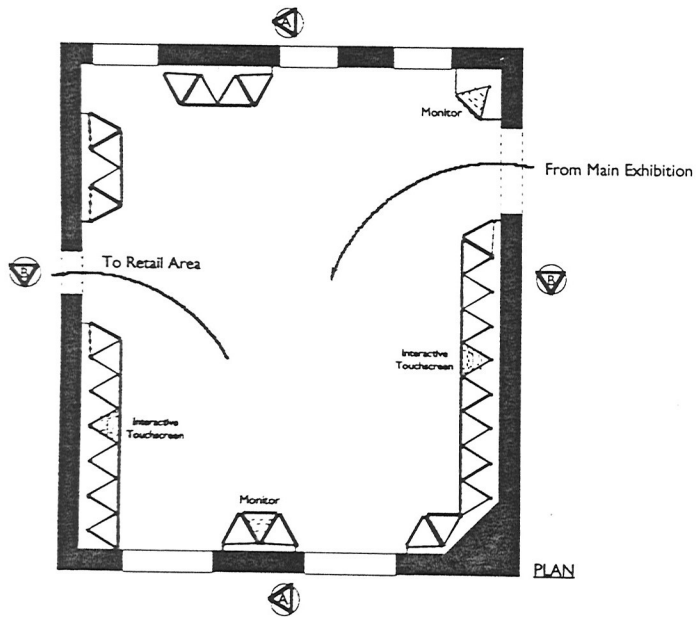 A
Monitor
From Main Exhibition
To Retail Area
B
B
Interactive
Touchscreen
Interactive
Touchscreen
Monitor
PLAN
A